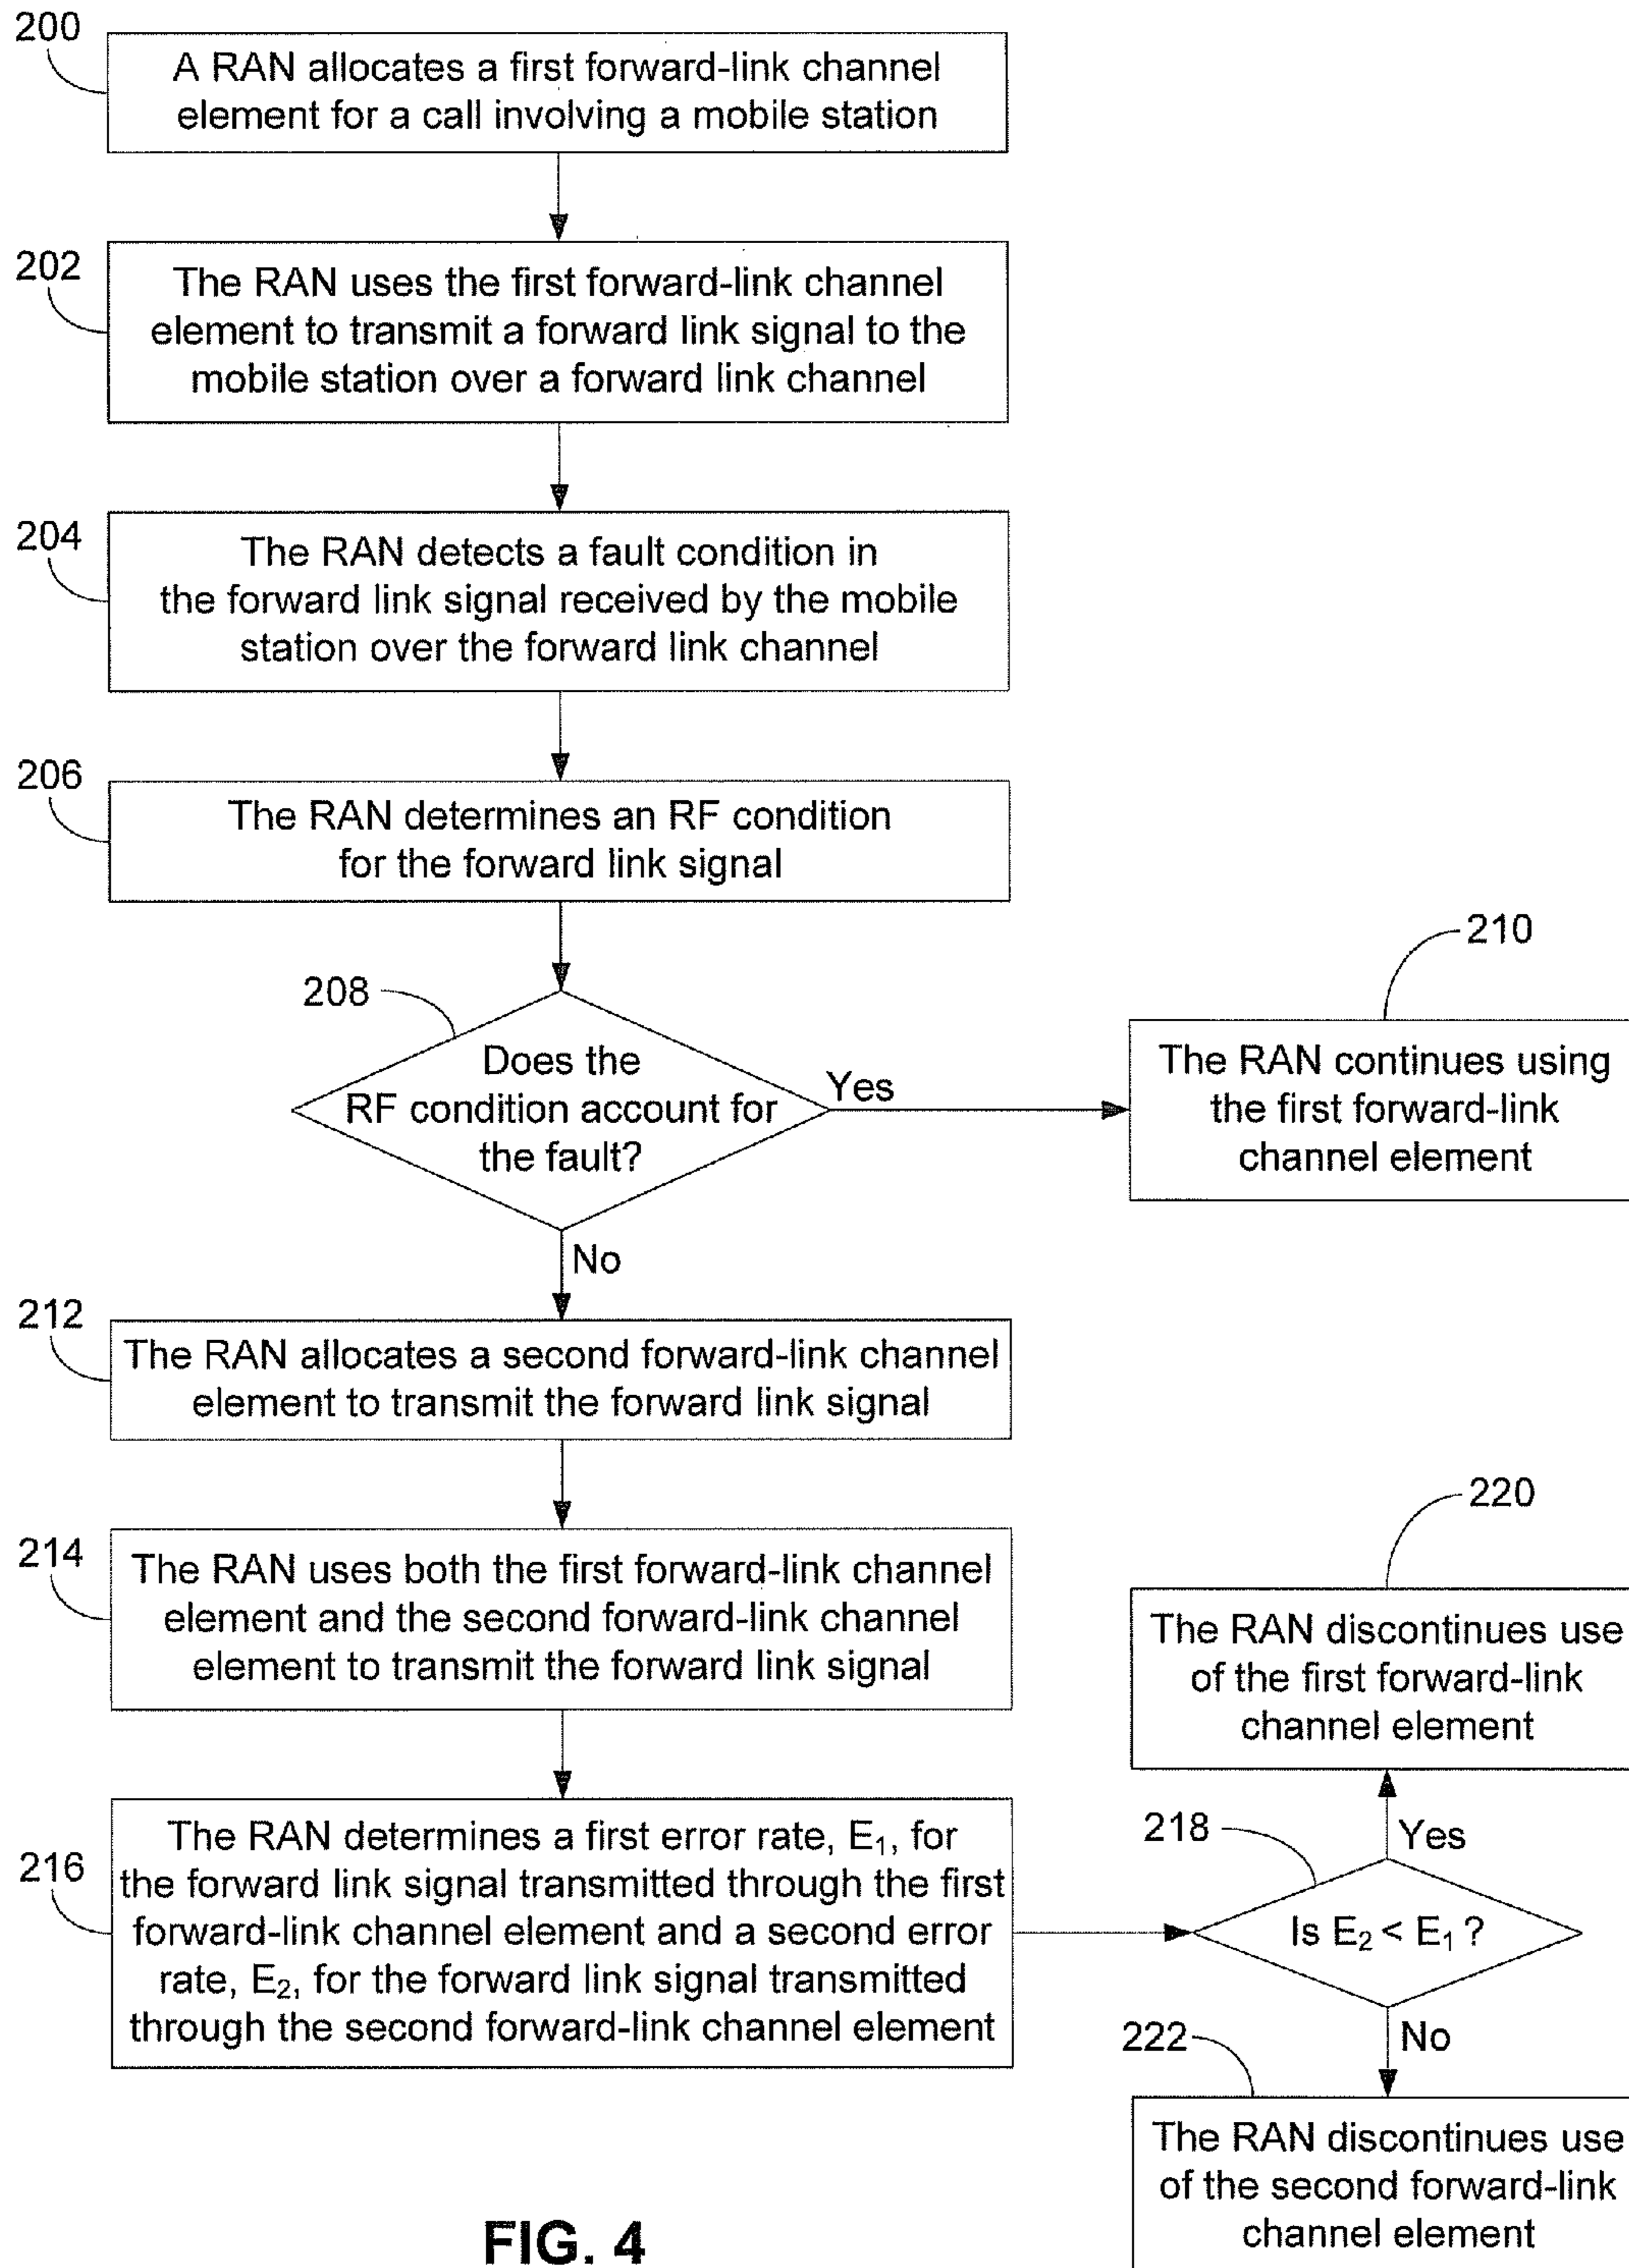 200
A RAN allocates a first forward-link channel
element for a call involving a mobile station
202
The RAN uses the first forward-link channel
element to transmit a forward link signal to the
mobile station over a forward link channel
204
The RAN detects a fault condition in
the forward link signal received by the mobile
station over the forward link channel
206
The RAN determines an RF condition
for the forward link signal
208
Does the
RF condition account for
the fault?
Yes
210
The RAN continues using
the first forward-link
channel element
No
212
The RAN allocates a second forward-link channel
element to transmit the forward link signal
214
The RAN uses both the first forward-link channel
element and the second forward-link channel
element to transmit the forward link signal
216
The RAN determines a first error rate, E₁, for
the forward link signal transmitted through the first
forward-link channel element and a second error
rate, E₂, for the forward link signal transmitted
through the second forward-link channel element
218
Is E₂ < E₁ ?
Yes
220
The RAN discontinues use
of the first forward-link
channel element
No
222
The RAN discontinues use
of the second forward-link
channel element
FIG. 4